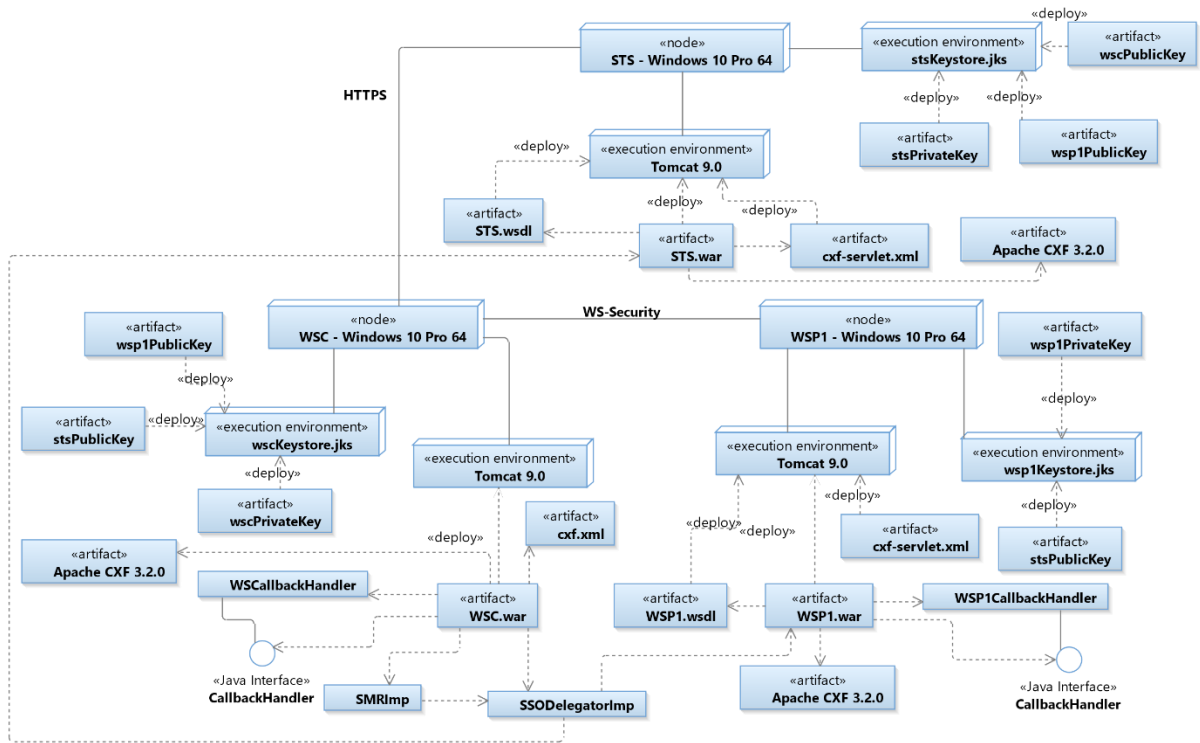 «deploy»
«node»
STS - Windows 10 Pro 64
«execution environment»
stsKeystore.jks
«artifact»
wscPublicKey
HTTPS
«deploy»
«deploy»
«artifact»
stsPrivateKey
«artifact»
wsp1PublicKey
«deploy»
«execution environment»
Tomcat 9.0
«deploy»
«deploy»
«artifact»
STS.wsdl
«artifact»
STS.war
«artifact»
cxf-servlet.xml
«artifact»
Apache CXF 3.2.0
«node»
WSC - Windows 10 Pro 64
WS-Security
«node»
WSP1 - Windows 10 Pro 64
«artifact»
wsp1PublicKey
«artifact»
wsp1PrivateKey
«deploy»
«deploy»
«artifact»
stsPublicKey
«deploy»
«execution environment»
wscKeystore.jks
«execution environment»
Tomcat 9.0
«execution environment»
Tomcat 9.0
«execution environment»
wsp1Keystore.jks
«deploy»
«artifact»
wscPrivateKey
«artifact»
cxf.xml
«deploy»
«deploy»
«deploy»
«deploy»
«artifact»
cxf-servlet.xml
«deploy»
«artifact»
stsPublicKey
«artifact»
Apache CXF 3.2.0
WSCallbackHandler
«artifact»
WSC.war
«artifact»
WSP1.wsdl
«artifact»
WSP1.war
WSP1CallbackHandler
«Java Interface»
CallbackHandler
SMRImp
SSODelegatorImp
«artifact»
Apache CXF 3.2.0
«Java Interface»
CallbackHandler